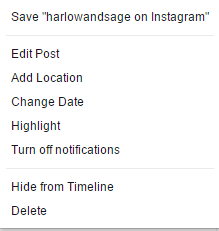 Save "harlowandsage on Instagram"
Edit Post
Add Location
Change Date
Highlight
Turn off notifications
Hide from Timeline
Delete